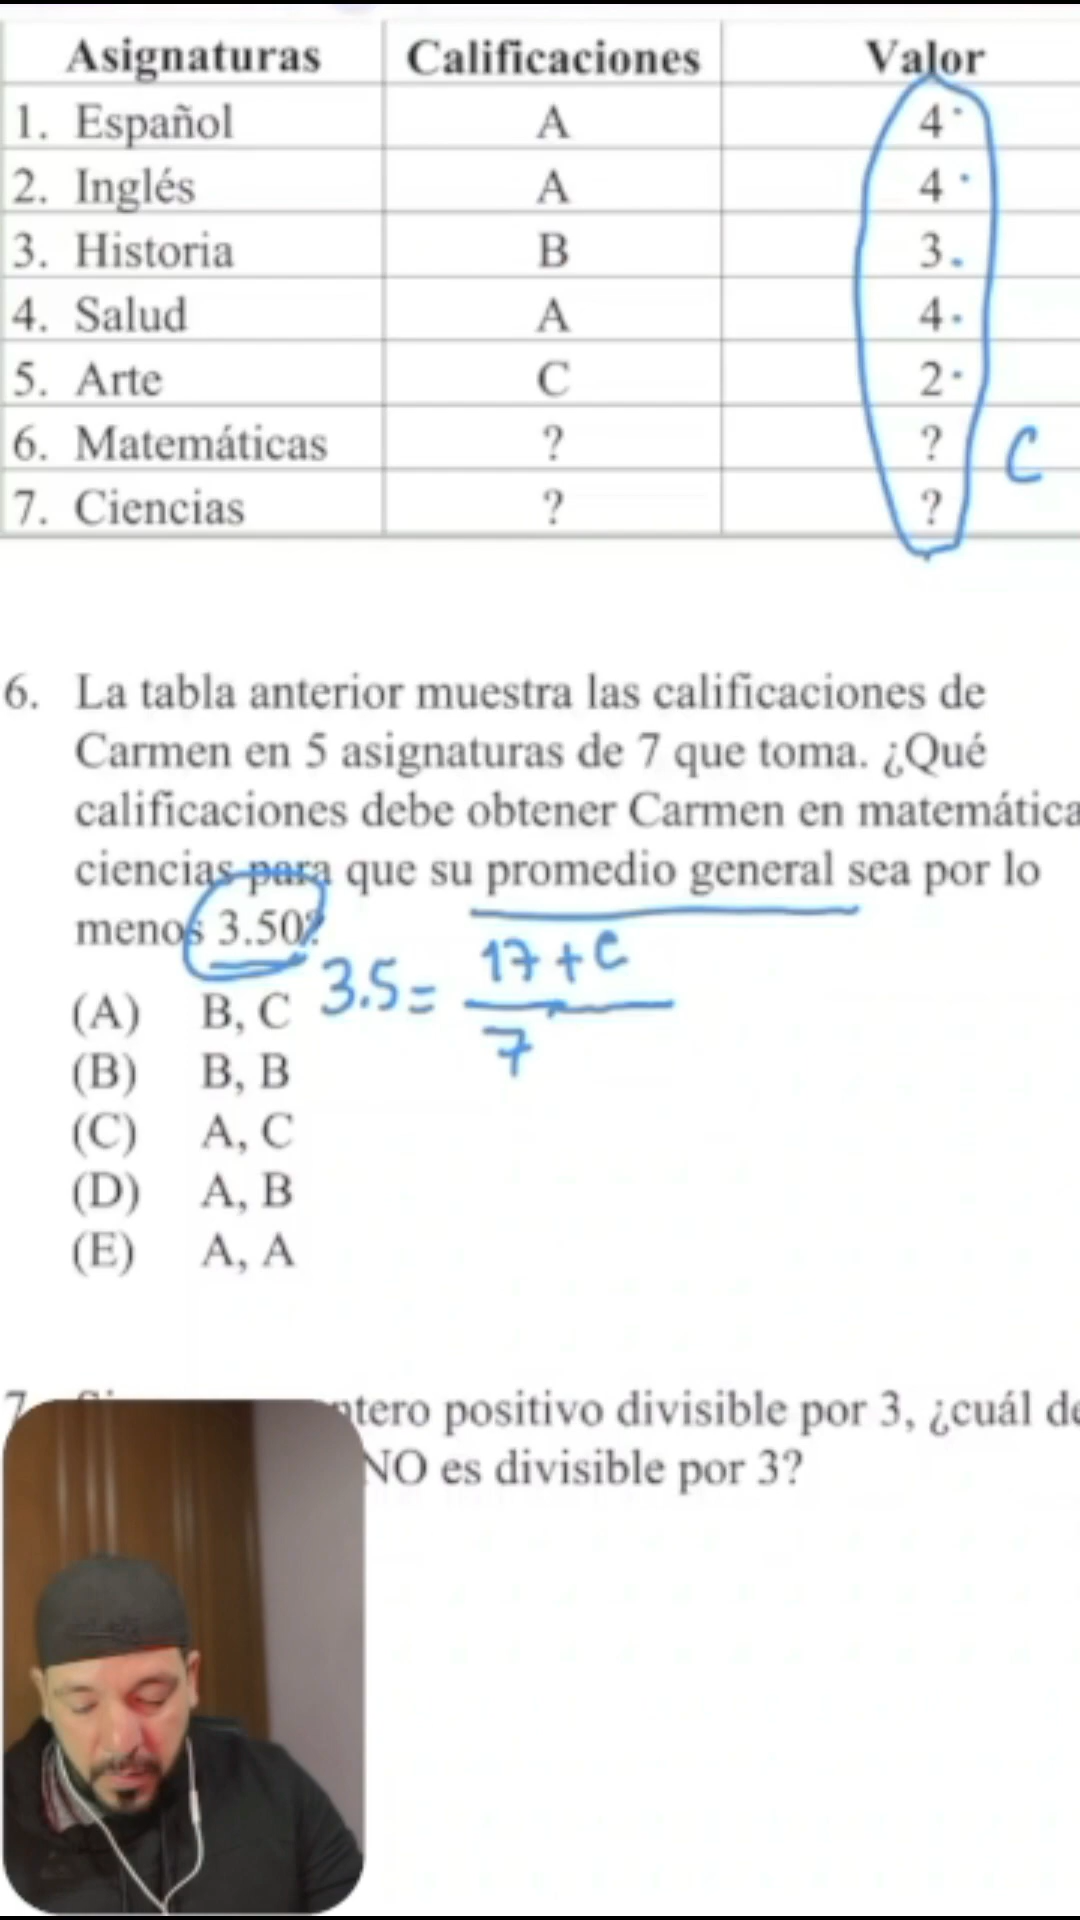 Asignaturas Calificaciones Valor
1. Español A 4
2. Inglés A 4
3. Historia B 3
4. Salud A 4
5. Arte C 2
6. Matemáticas ? ? C
7. Ciencias ? ?
6. La tabla anterior muestra las calificaciones de
Carmen en 5 asignaturas de 7 que toma. ¿Qué
calificaciones debe obtener Carmen en matemática
ciencias para que su promedio general sea por lo
menos 3.50?
3.5 = 17 + C
7
(A) B, C
(B) B, B
(C) A, C
(D) A, B
(E) A, A
7. ntero positivo divisible por 3, ¿cuál de
NO es divisible por 3?